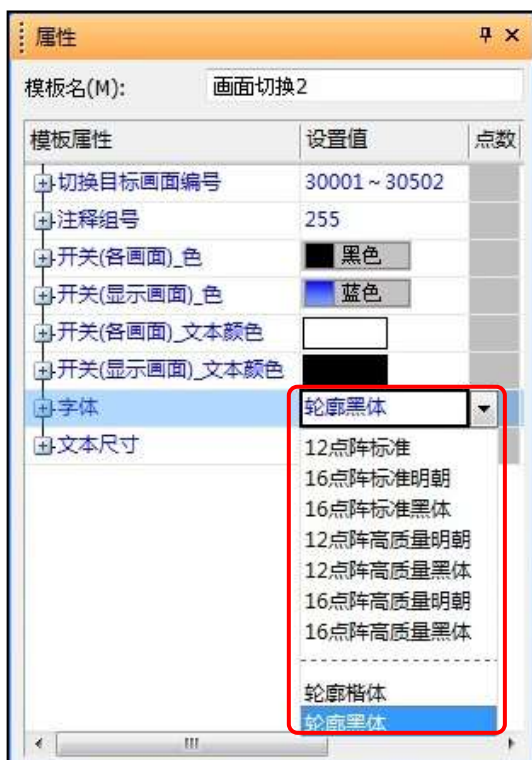 属性
模板名(M): 画面切换2
模板属性 设置值 点数
切换目标画面编号 30001～30502
注释组号 255
开关(各画面)_色 黑色
开关(显示画面)_色 蓝色
开关(各画面)_文本颜色
开关(显示画面)_文本颜色
字体 轮廓黑体
文本尺寸
12点阵标准
16点阵标准明朝
16点阵标准黑体
12点阵高质量明朝
12点阵高质量黑体
16点阵高质量明朝
16点阵高质量黑体
轮廓楷体
轮廓黑体